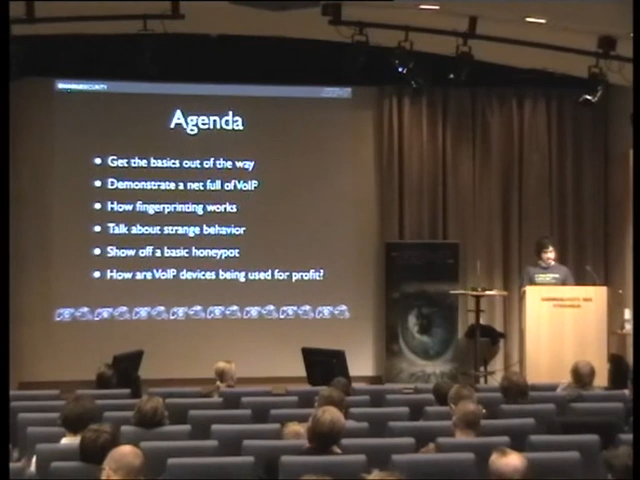 Agenda
Get the basics out of the way
Demonstrate a net full of VoIP
How fingerprinting works
Talk about strange behavior
Show off a basic honeypot
How are VoIP devices being used for profit?